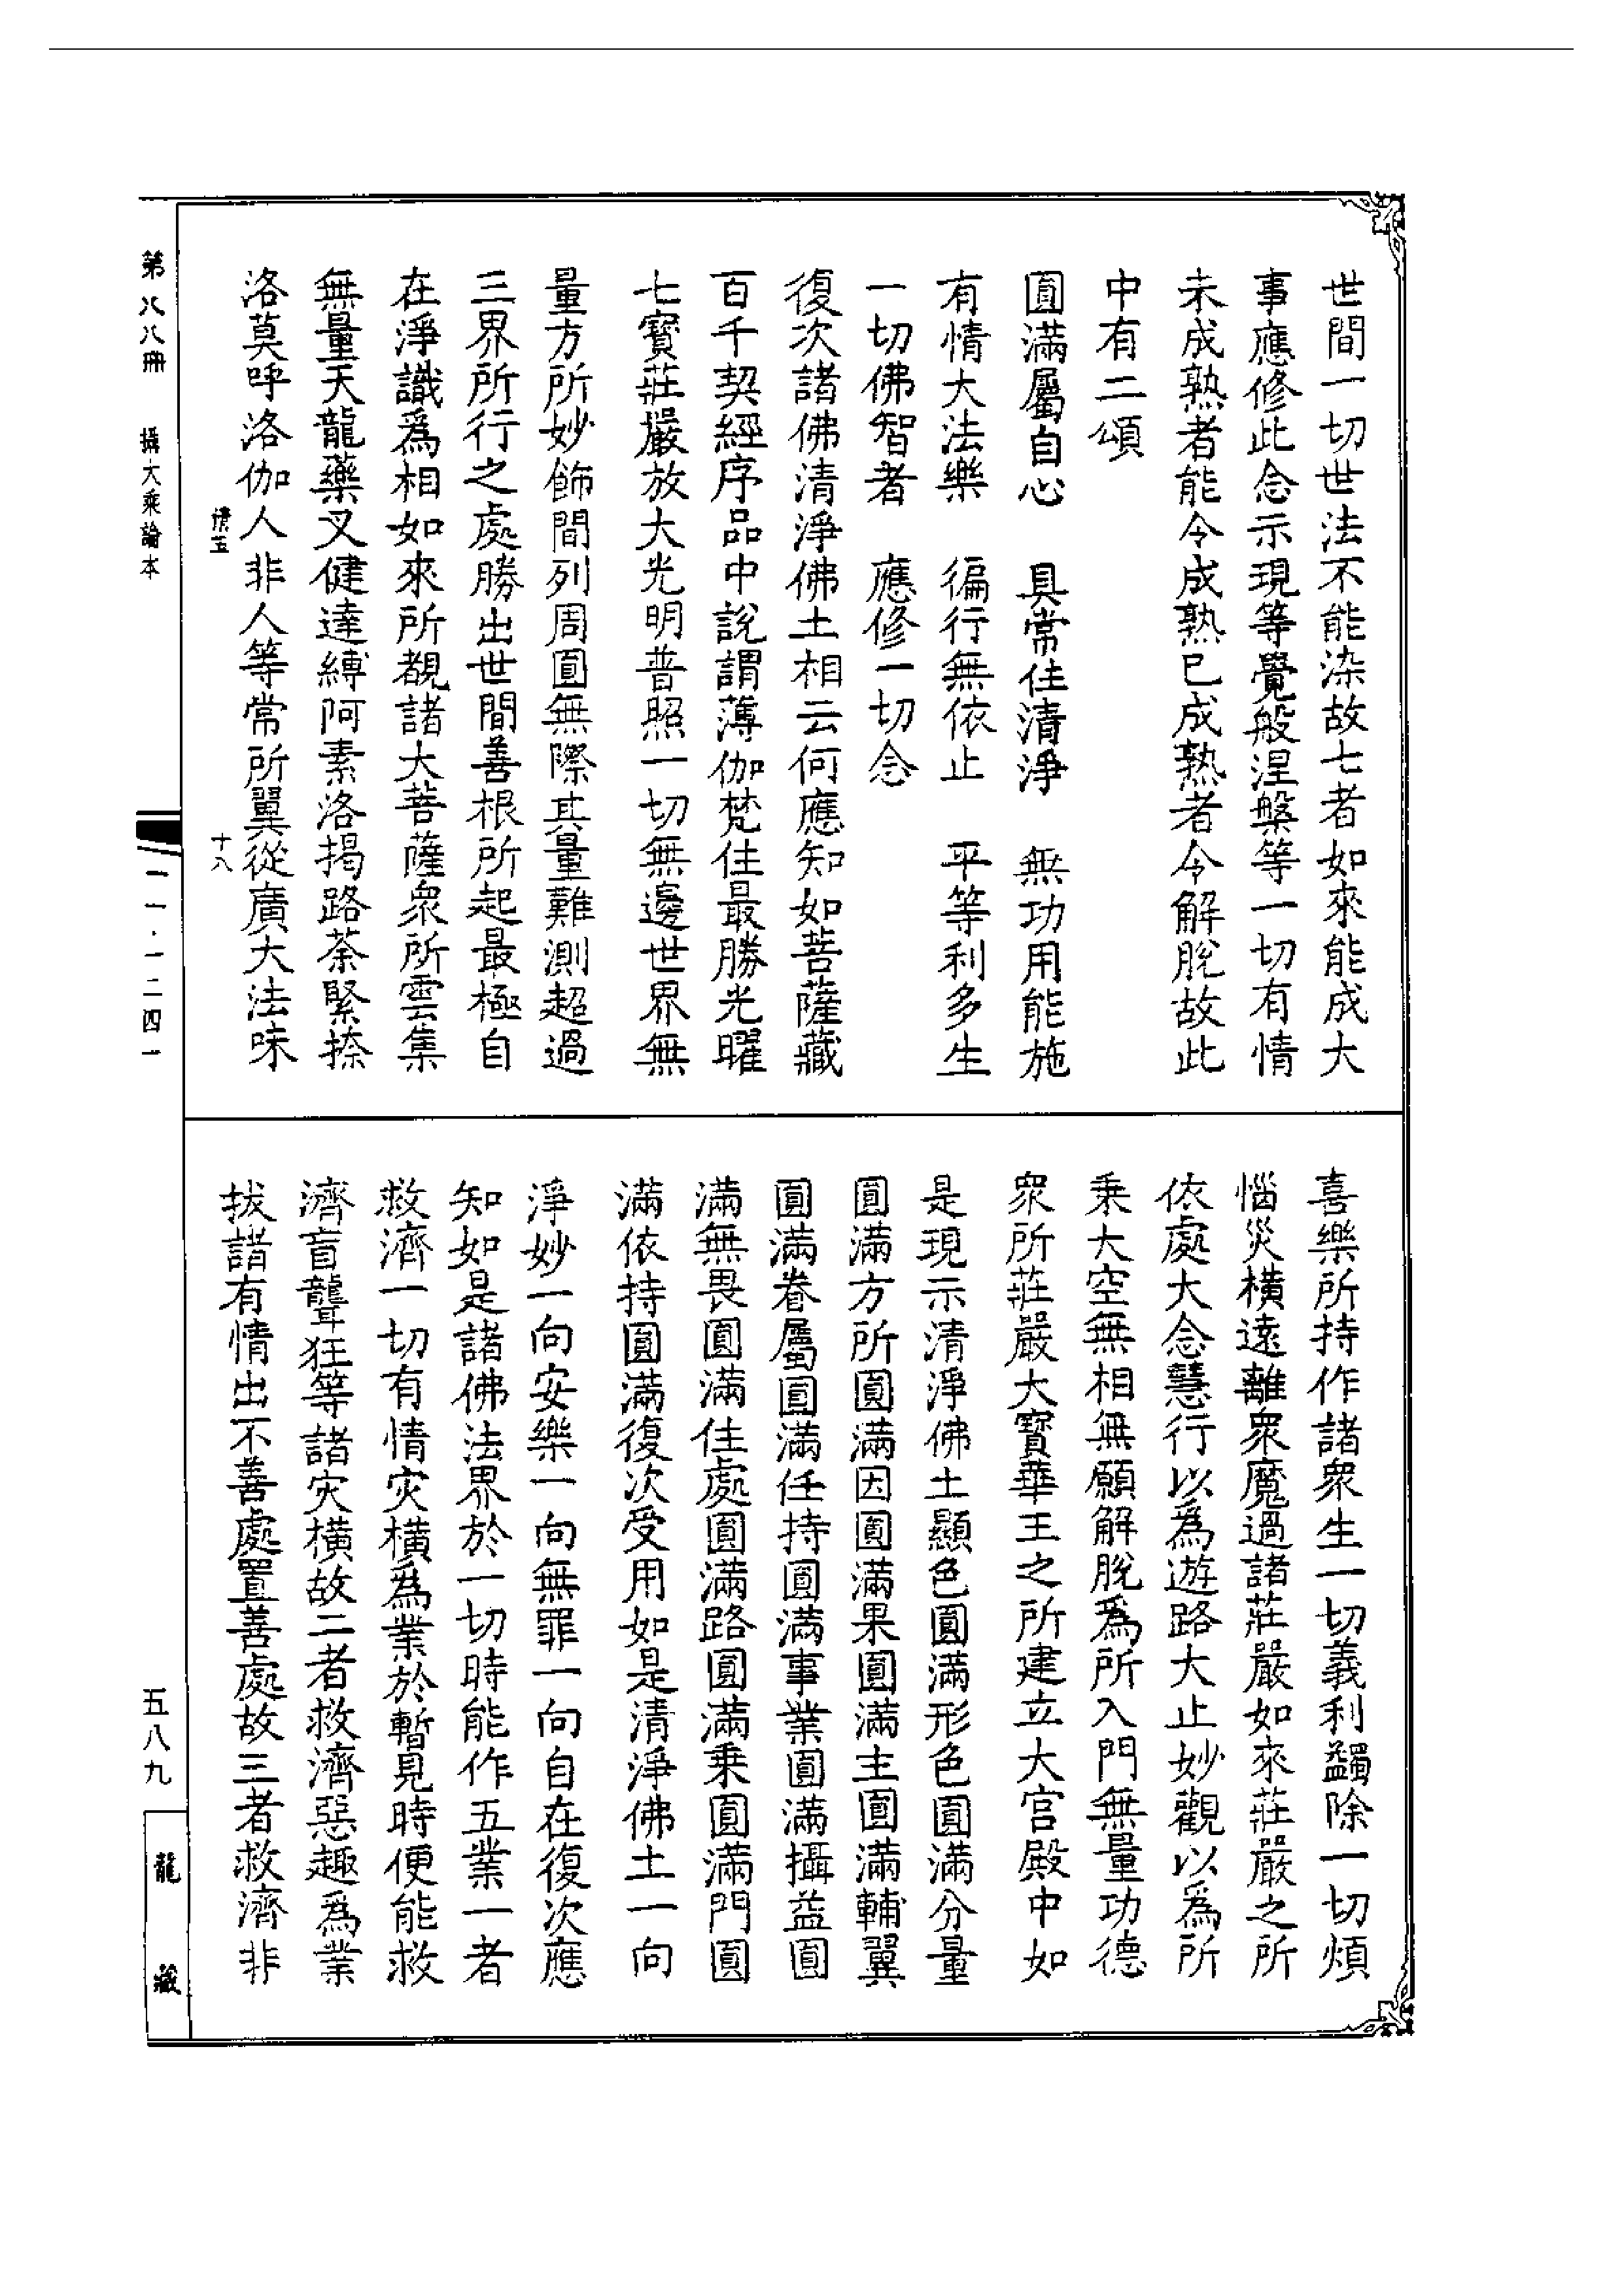 世間一切世法不能染故七者如來能成大
事應修此念示現等覺般涅槃等一切有情
未成熟者能令成熟已成熟者令解脫故此
中有二頌
圓滿屬自心　具常住清淨　無功用能施
有情大法樂　徧行無依止　平等利多生
一切佛智者　應修一切念
復次諸佛清淨佛土相云何應知如菩薩藏
百千契經序品中說謂薄伽梵住最勝光曜
七寶莊嚴放大光明普照一切無邊世界無
量方所妙飾間列周圓無際其量難測超過
三界所行之處勝出世間善根所起最極自
在淨識爲相如來所都諸大菩薩衆所雲集
無量天龍藥叉健達縛阿素洛揭路荼緊捺
洛莫呼洛伽人非人等常所翼從廣大法味
十八
喜樂所持作諸衆生一切義利蠲除一切煩
惱災橫遠離衆魔過諸莊嚴如來莊嚴之所
依處大念慧行以爲遊路大止妙觀以爲所
乘大空無相無願解脫爲所入門無量功德
衆所莊嚴大寶華王之所建立大宮殿中如
是現示清淨佛土顯色圓滿形色圓滿分量
圓滿方所圓滿因圓滿果圓滿主圓滿輔翼
圓滿眷屬圓滿任持圓滿事業圓滿攝益圓
滿無畏圓滿住處圓滿路圓滿乘圓滿門圓
滿依持圓滿復次受用如是清淨佛土一向
淨妙一向安樂一向無罪一向自在復次應
知如是諸佛法界於一切時能作五業一者
救濟一切有情灾橫爲業於暫見時便能救
濟盲聾狂等諸灾橫故二者救濟惡趣爲業
拔諸有情出不善處置善處故三者救濟非
第八八冊　攝大乘論本
一一·一二四一
五八九
龍藏